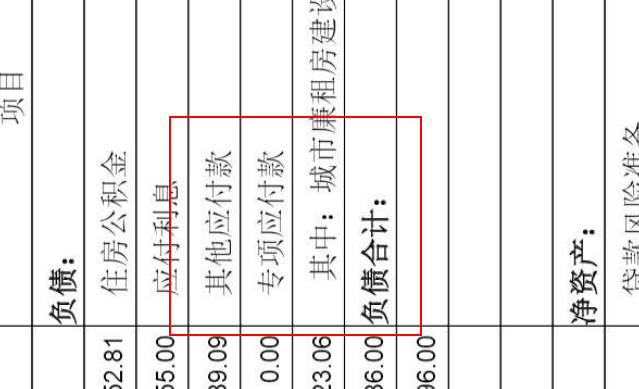 项目
负债：
52.81 住房公积金
55.00 应付利息
39.09 其他应付款
0.00 专项应付款
23.06 其中：城市廉租房建设
36.00 负债合计：
96.00
净资产：
贷款风险准备